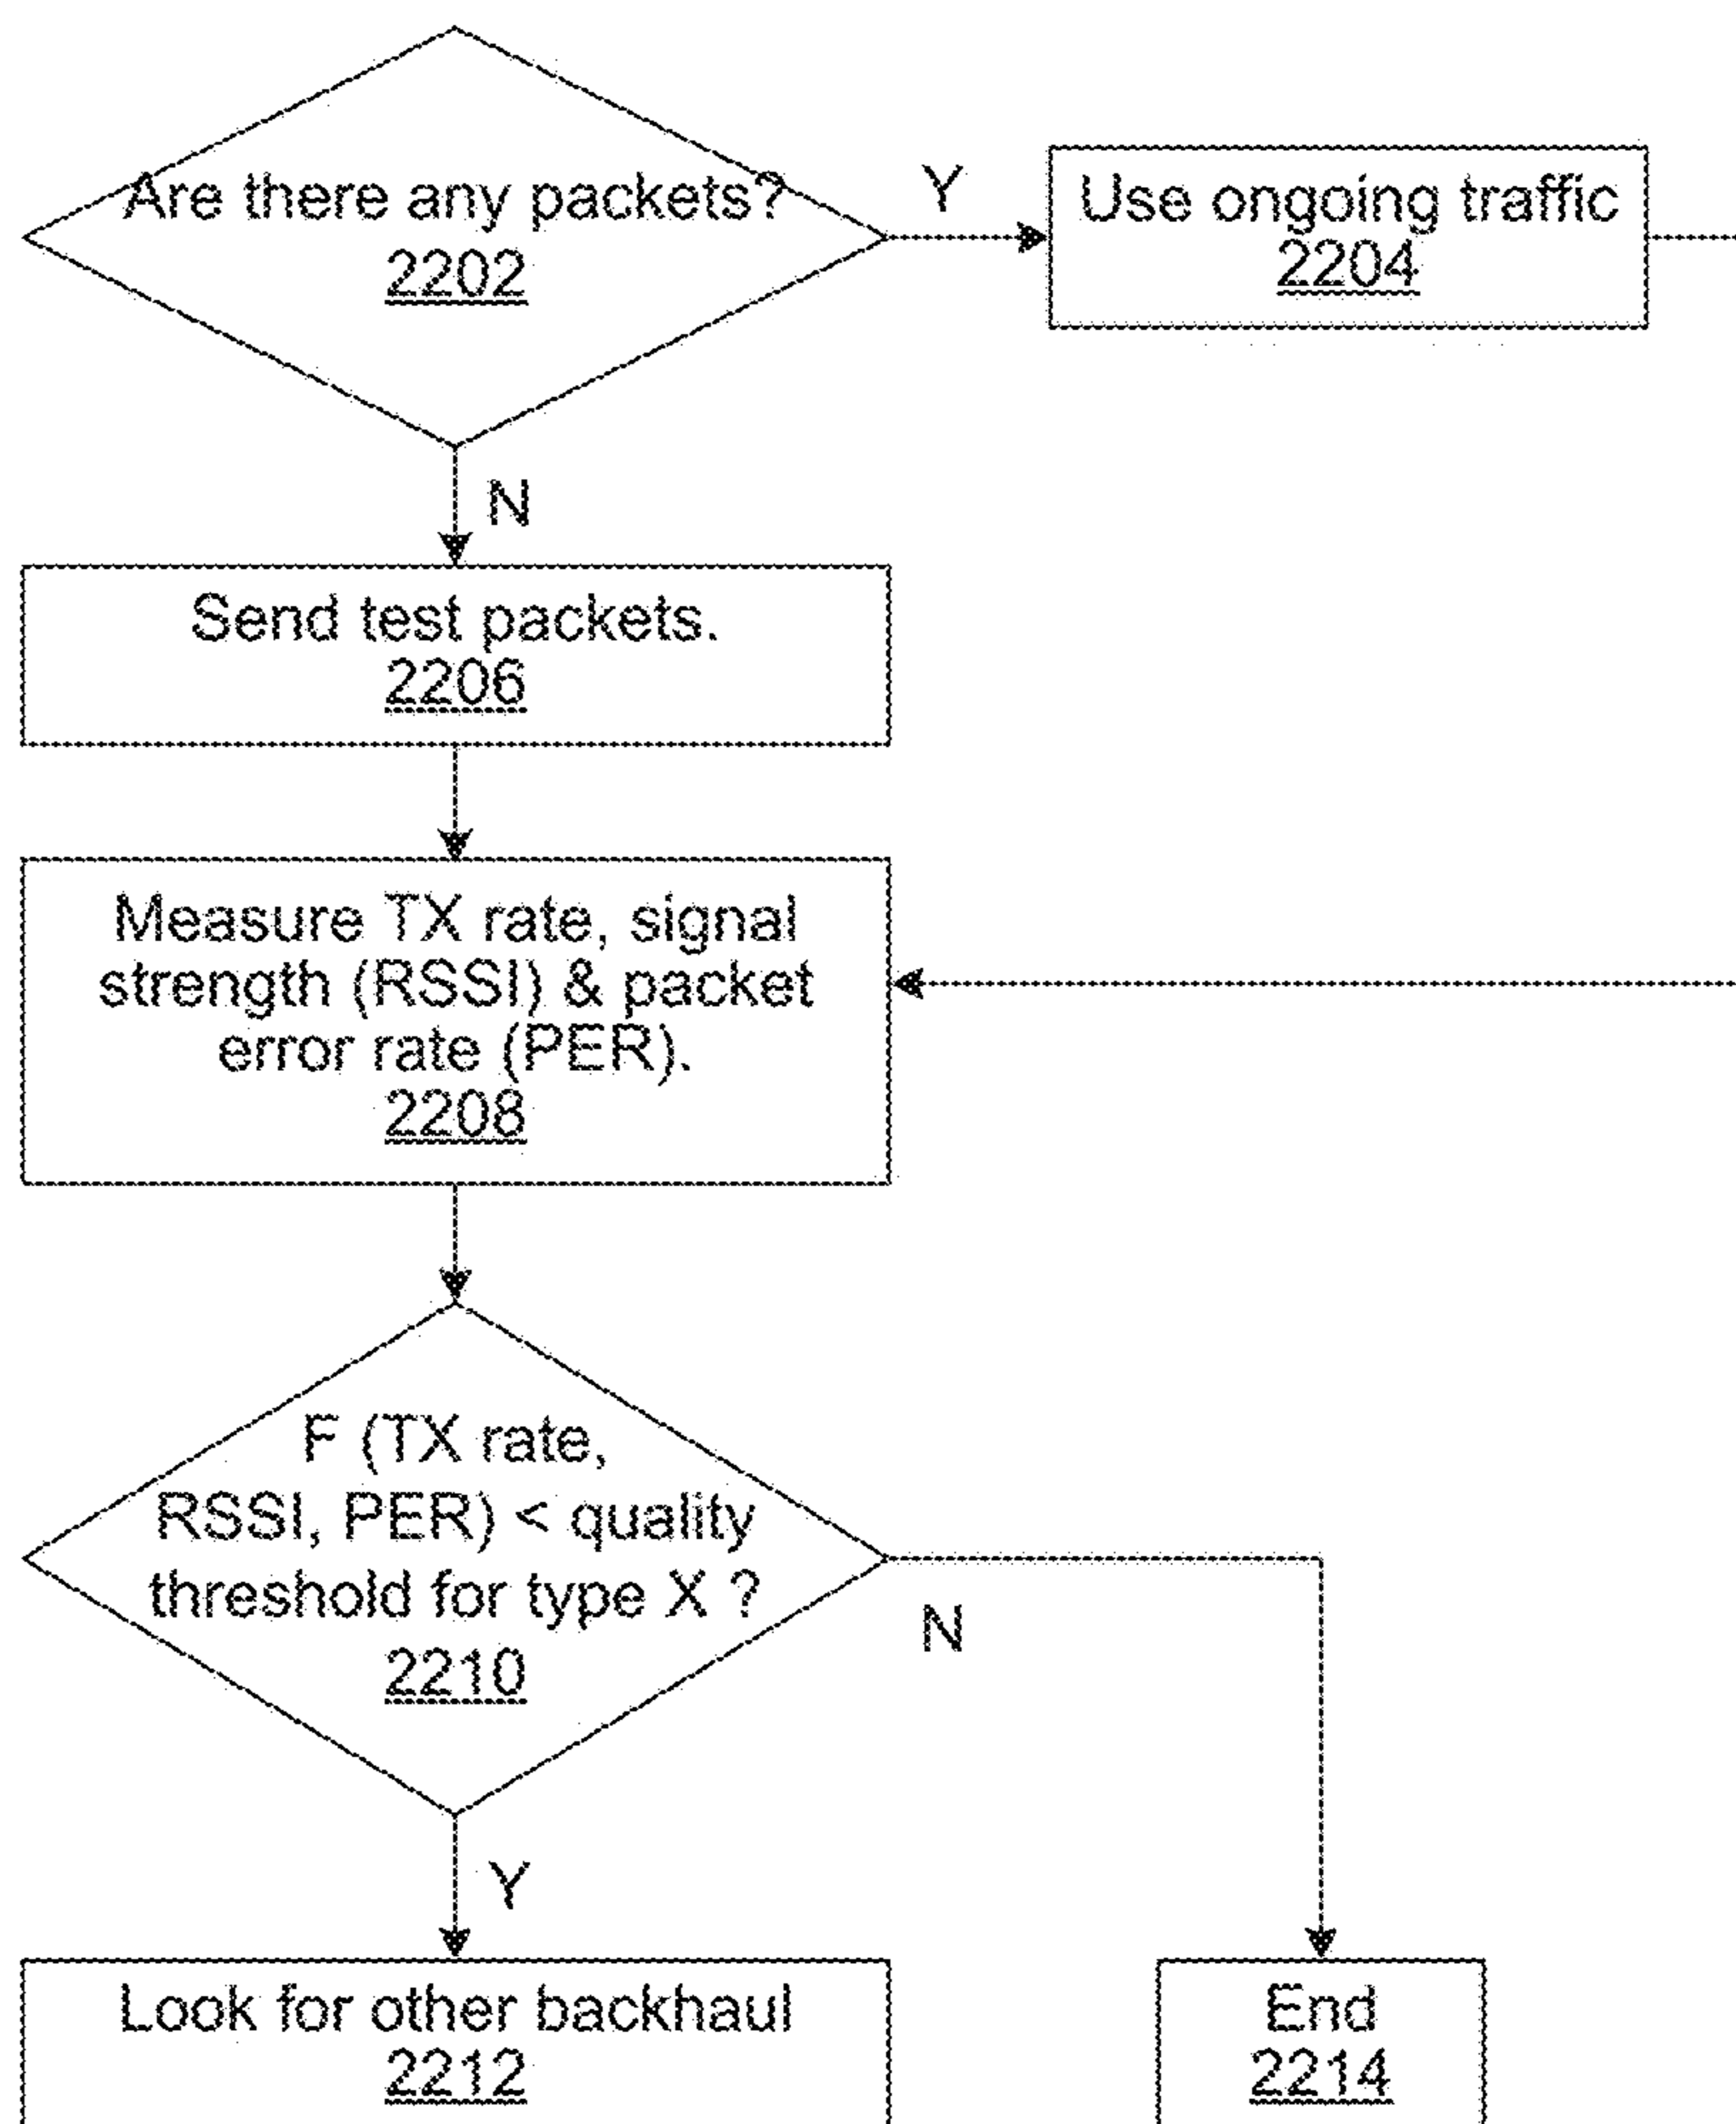 Are there any packets?
2202
Y
Use ongoing traffic
2204
N
Send test packets.
2206
Measure TX rate, signal
strength (RSSI) & packet
error rate (PER).
2208
F (TX rate,
RSSI, PER) < quality
threshold for type X ?
2210
N
Y
Look for other backhaul
2212
End
2214